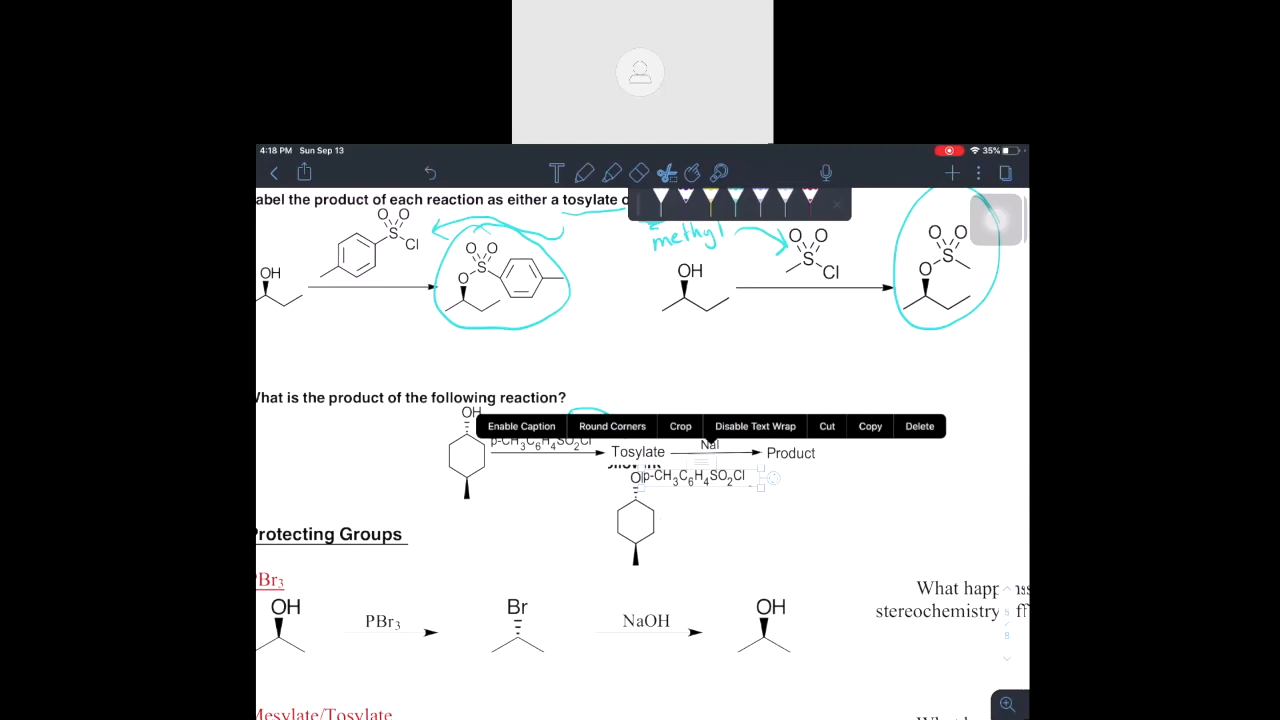 4:18 PM Sun Sep 13 35%
abel the product of each reaction as either a tosylate
methyl
OH
Cl
O O
S
O O
S
O
OH
O O
S
Cl
O O
S
O
What is the product of the following reaction?
OH
Enable Caption Round Corners Crop Disable Text Wrap Cut Copy Delete
p-CH3C6H4SO2Cl Tosylate NaI Product
O p-CH3C6H4SO2Cl
Protecting Groups
PBr3
What happ
stereochemistry
OH PBr3 Br NaOH OH
5
8
Mesylate/Tosylate